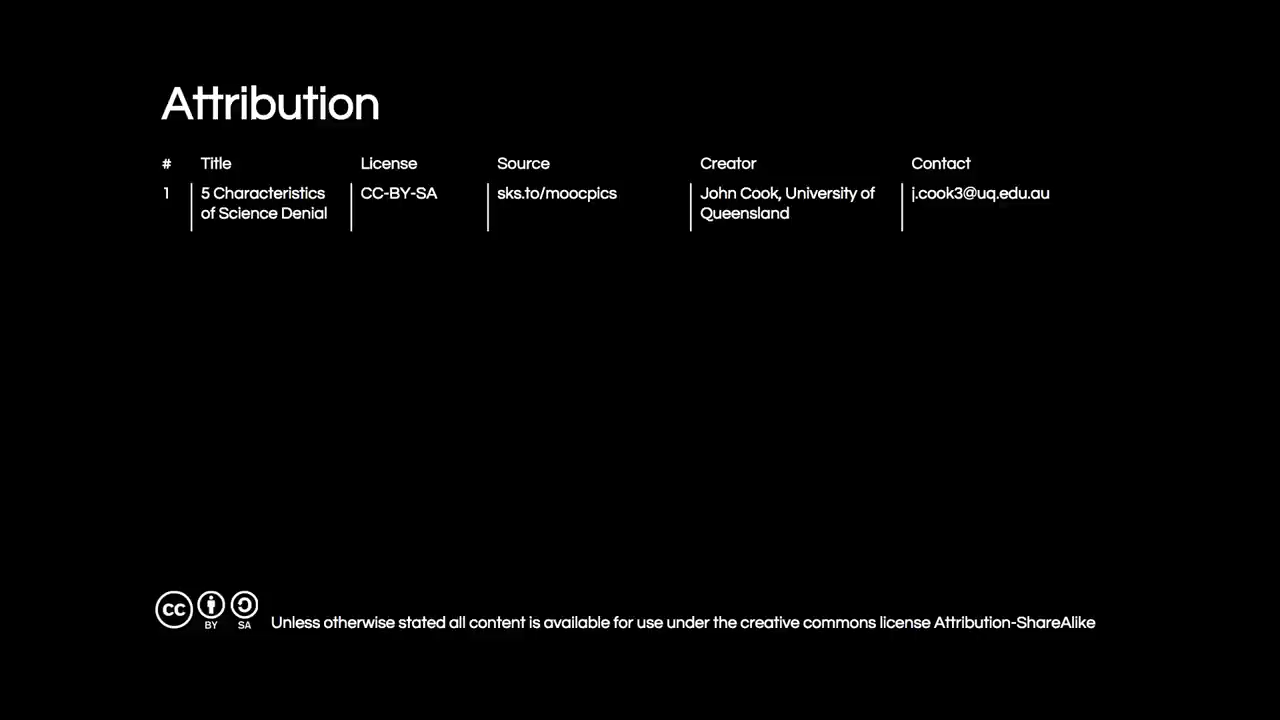 Attribution
# Title License Source Creator Contact
1 5 Characteristics CC-BY-SA sks.to/moocpics John Cook, University of j.cook3@uq.edu.au
of Science Denial Queensland
cc BY SA Unless otherwise stated all content is available for use under the creative commons license Attribution-ShareAlike